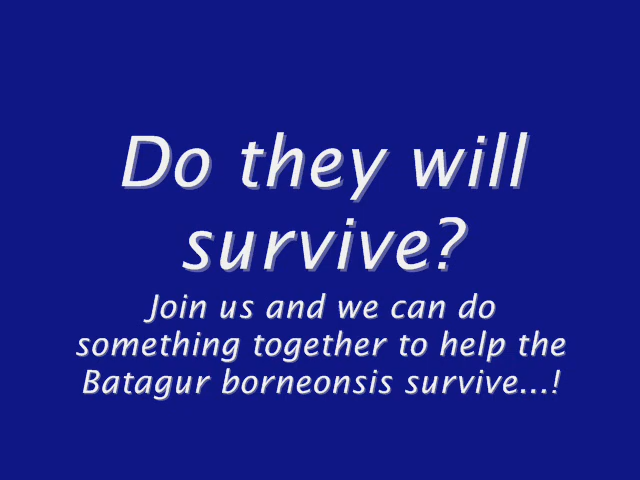 Do they will
survive?
Join us and we can do
something together to help the
Batagur borneonsis survive...!